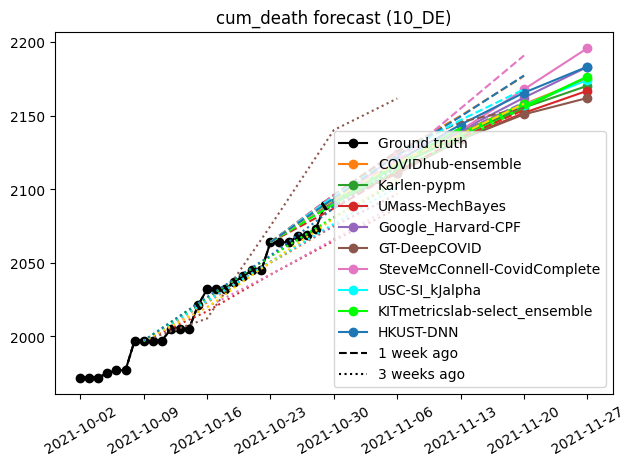 cum_death forecast (10_DE)
2200
2150
2100
2050
2000
Ground truth
COVIDhub-ensemble
Karlen-pypm
UMass-MechBayes
Google_Harvard-CPF
GT-DeepCOVID
SteveMcConnell-CovidComplete
USC-SI_kJalpha
KITmetricslab-select_ensemble
HKUST-DNN
1 week ago
3 weeks ago
2021-10-02
2021-10-09
2021-10-16
2021-10-23
2021-10-30
2021-11-06
2021-11-13
2021-11-20
2021-11-27